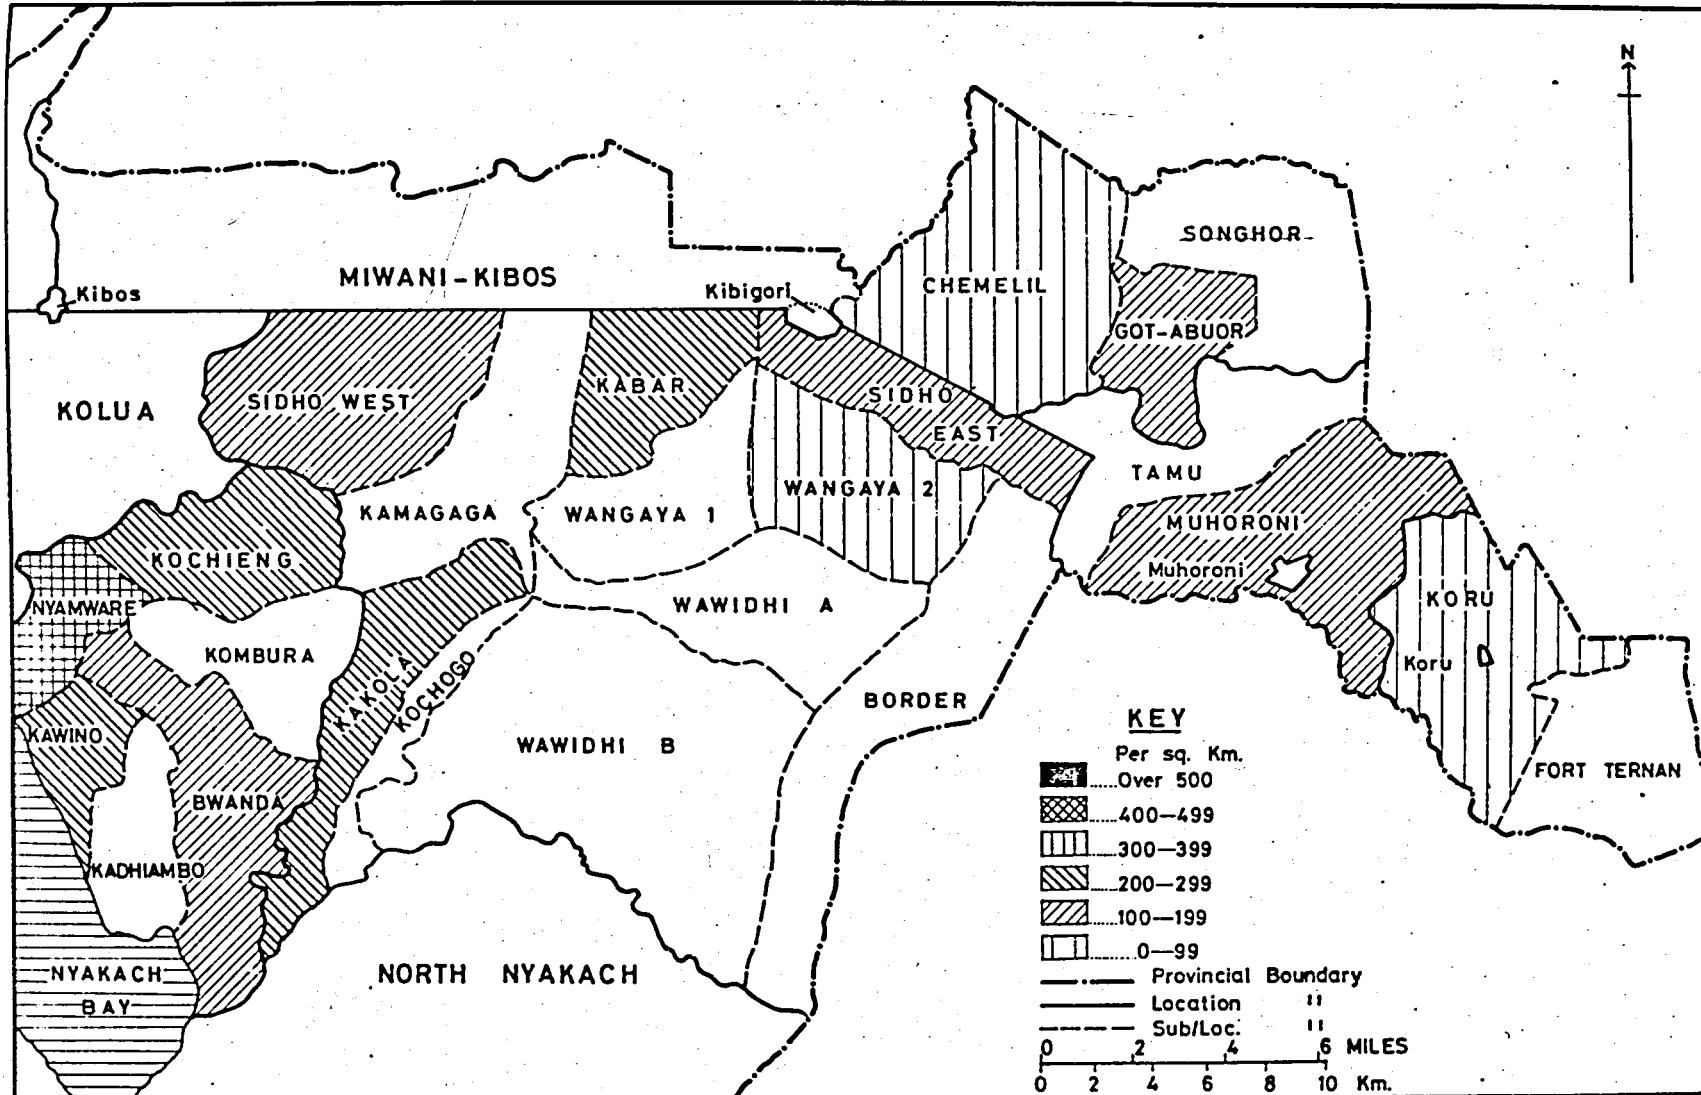 N
SONGHOR
MIWANI-KIBOS
Kibos
Kibigori
CHEMELIL
GOT-ABUOR
KOLUA
SIDHO WEST
KABAR
SIDHO
EAST
TAMU
KAMAGAGA
WANGAYA 1
WANGAYA 2
MUHORONI
Muhoroni
KOCHIENG
NYAMWARE
KOMBURA
WAWIDHI A
KORU
Koru
KAKOLA
KOCHOGO
BORDER
KAWINO
WAWIDHI B
FORT TERNAN
BWANDA
KADHIAMBO
NYAKACH
BAY
NORTH NYAKACH
KEY
Per sq. Km.
Over 500
400-499
300-399
200-299
100-199
0-99
Provincial Boundary
Location "
Sub/Loc. "
0 2 4 6 MILES
0 2 4 6 8 10 Km.